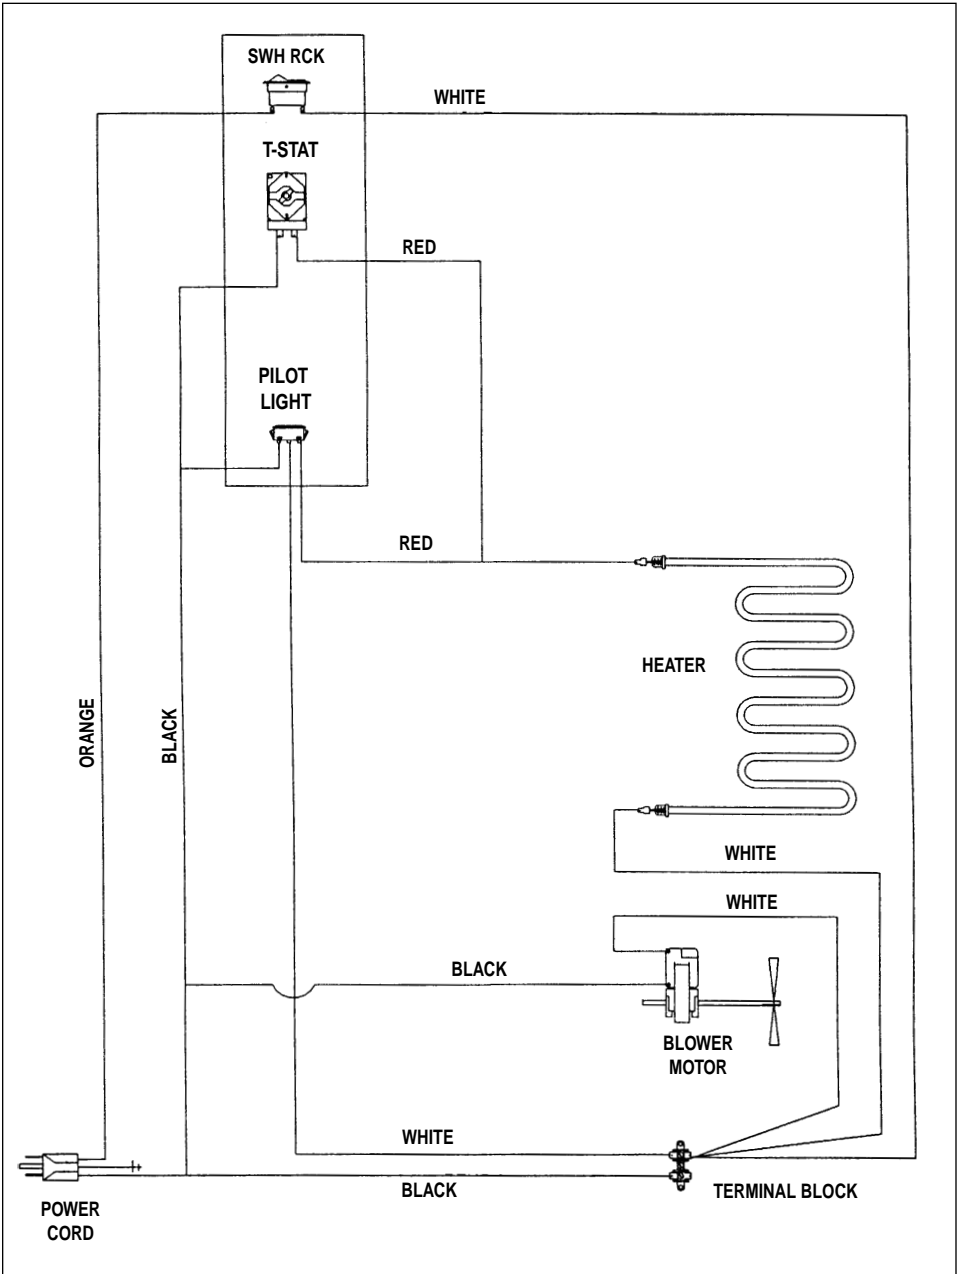 SWH RCK
WHITE
T-STAT
RED
PILOT
LIGHT
RED
HEATER
ORANGE
BLACK
WHITE
WHITE
BLACK
BLOWER
MOTOR
WHITE
BLACK
TERMINAL BLOCK
POWER
CORD